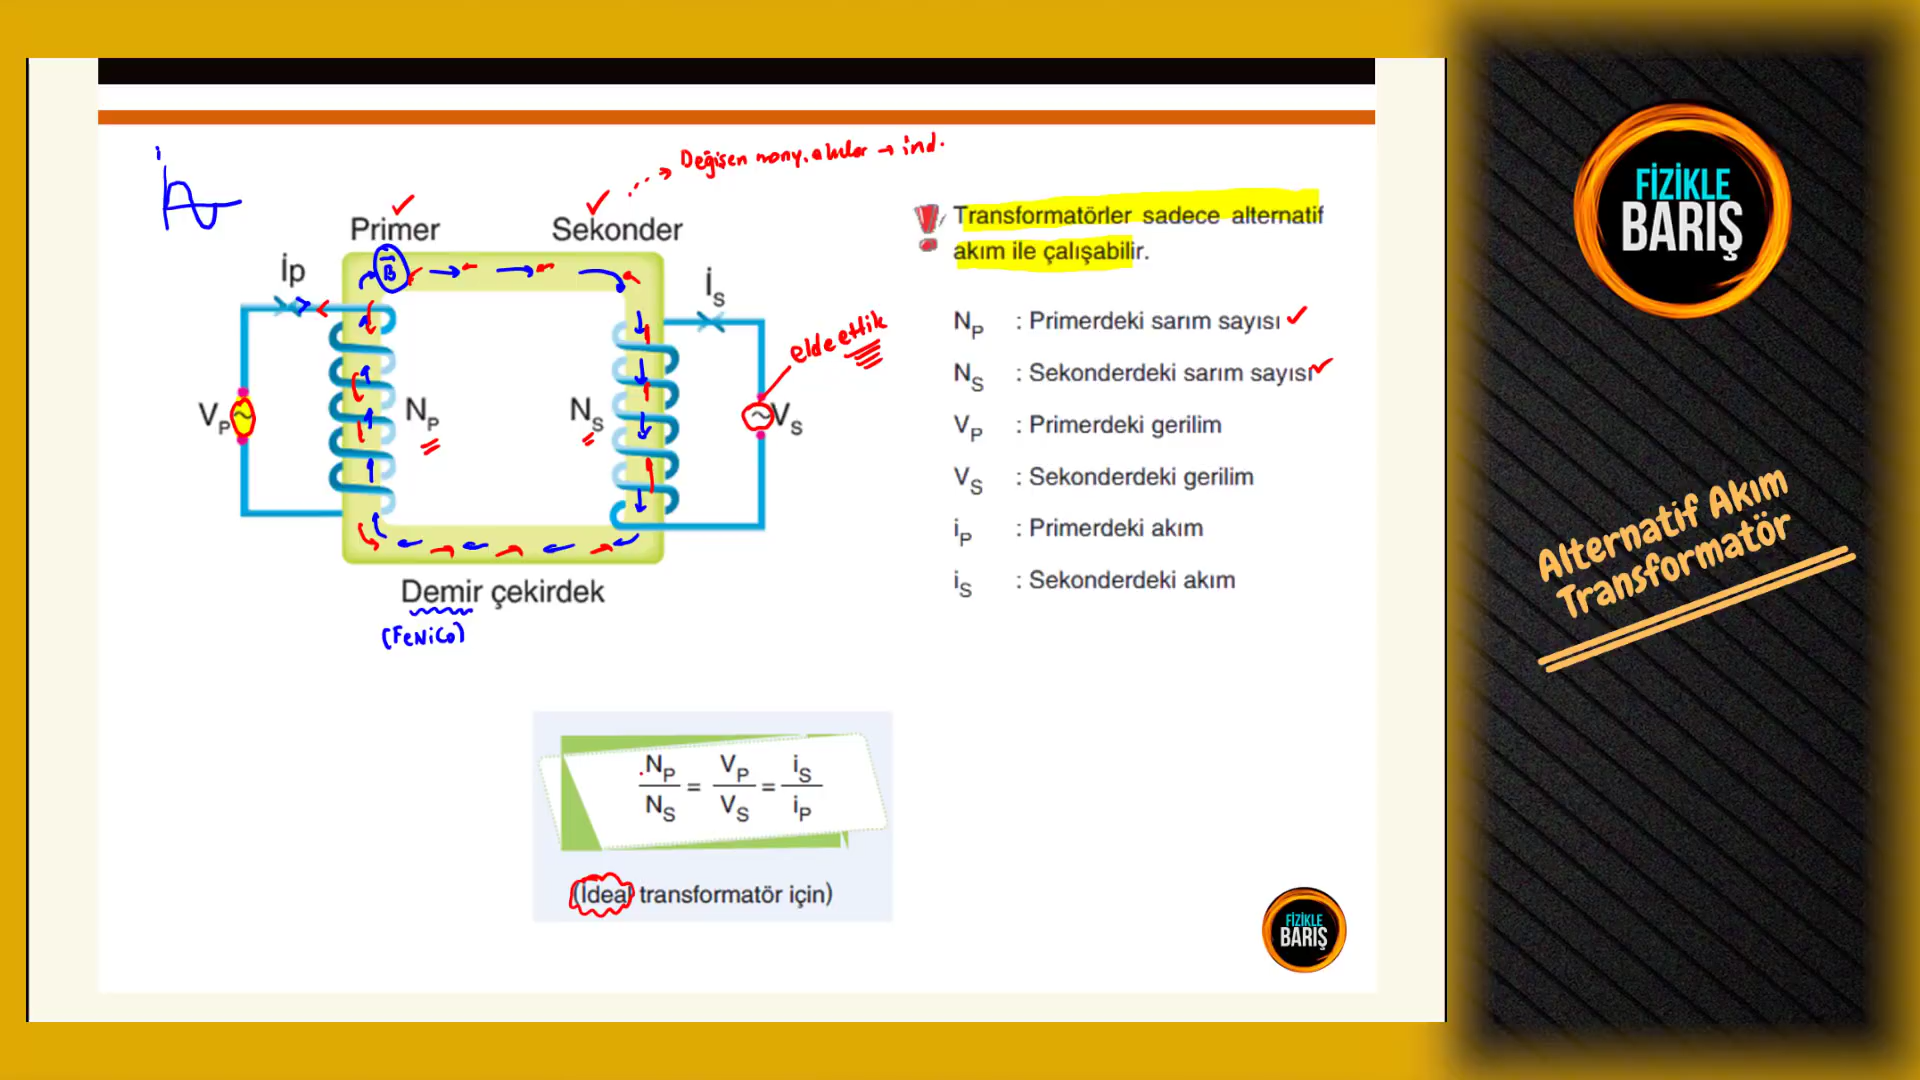 i
Değişen many. akılar → ind.
Primer
Sekonder
B
İp
İS
elde ettik
VP
NP
NS
VS
Demir çekirdek
(FeNiCo)
Transformatörler sadece alternatif
akım ile çalışabilir.
NP : Primerdeki sarım sayısı
NS : Sekonderdeki sarım sayısı
VP : Primerdeki gerilim
VS : Sekonderdeki gerilim
iP : Primerdeki akım
iS : Sekonderdeki akım
NP/NS = VP/VS = iS/iP
(İdeal transformatör için)
FİZİKLE
BARIŞ
FİZİKLE
BARIŞ
Alternatif Akım
Transformatör